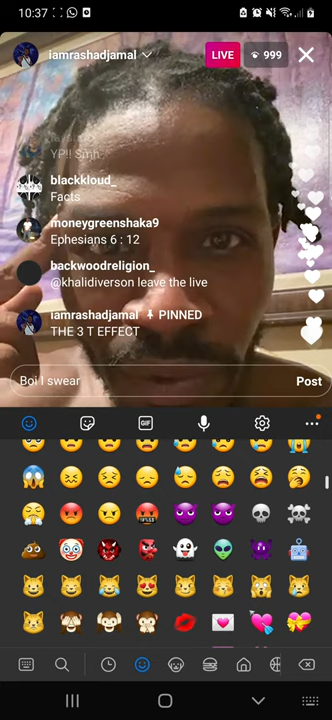 10:37
iamrashadjamal
LIVE
999
YP!! Smh
blackkloud_
Facts
moneygreenshaka9
Ephesians 6 : 12
backwoodreligion_
@khalidiverson leave the live
iamrashadjamal PINNED
THE 3 T EFFECT
Boi I swear
Post
GIF